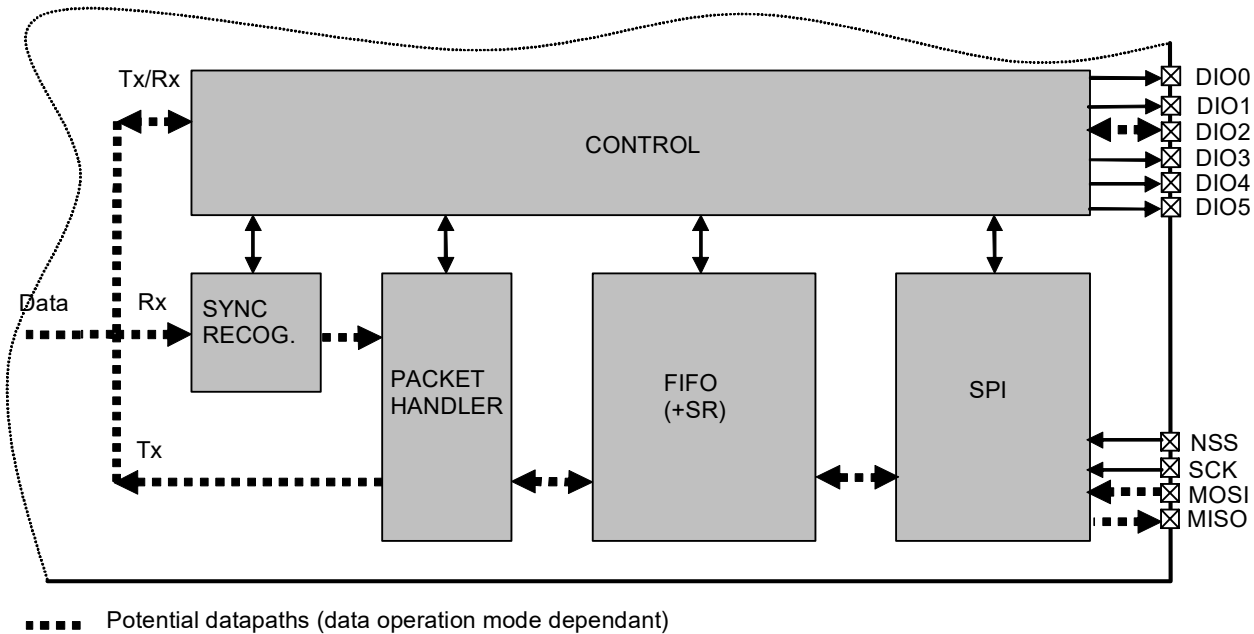 Tx/Rx
CONTROL
DIO0
DIO1
DIO2
DIO3
DIO4
DIO5
Data
Rx
SYNC
RECOG.
PACKET
HANDLER
FIFO
(+SR)
SPI
Tx
NSS
SCK
MOSI
MISO
Potential datapaths (data operation mode dependant)